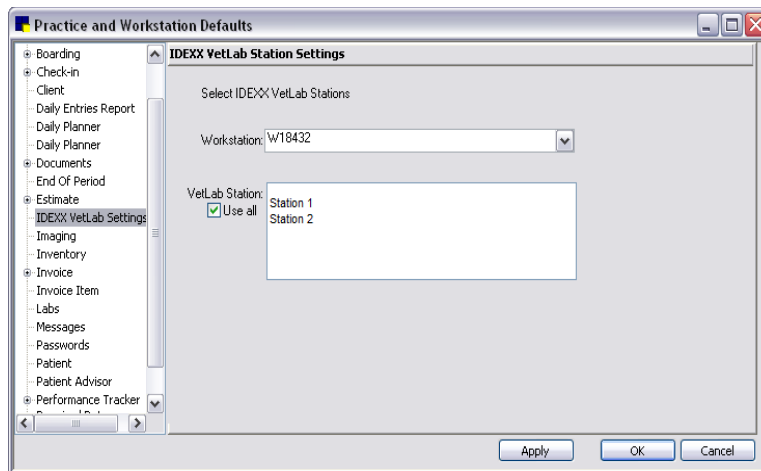 Practice and Workstation Defaults
Boarding
Check-in
Client
Daily Entries Report
Daily Planner
Daily Planner
Documents
End Of Period
Estimate
IDEXX VetLab Settings
Imaging
Inventory
Invoice
Invoice Item
Labs
Messages
Passwords
Patient
Patient Advisor
Performance Tracker
IDEXX VetLab Station Settings
Select IDEXX VetLab Stations
Workstation: W18432
VetLab Station:
Use all
Station 1
Station 2
Apply
OK
Cancel